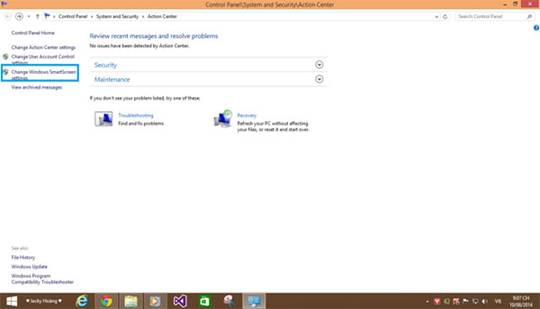 Control Panel\System and Security\Action Center
Control Panel ▸ System and Security ▸ Action Center
Search Control Panel
Control Panel Home
Change Action Center settings
Change User Account Control
settings
Change Windows SmartScreen
settings
View archived messages
Review recent messages and resolve problems
No issues have been detected by Action Center.
Security
Maintenance
If you don't see your problem listed, try one of these:
Troubleshooting
Find and fix problems
Recovery
Refresh your PC without affecting
your files, or reset it and start over.
See also
File History
Windows Update
Windows Program
Compatibility Troubleshooter
VII
9:07 CH
19/08/2014